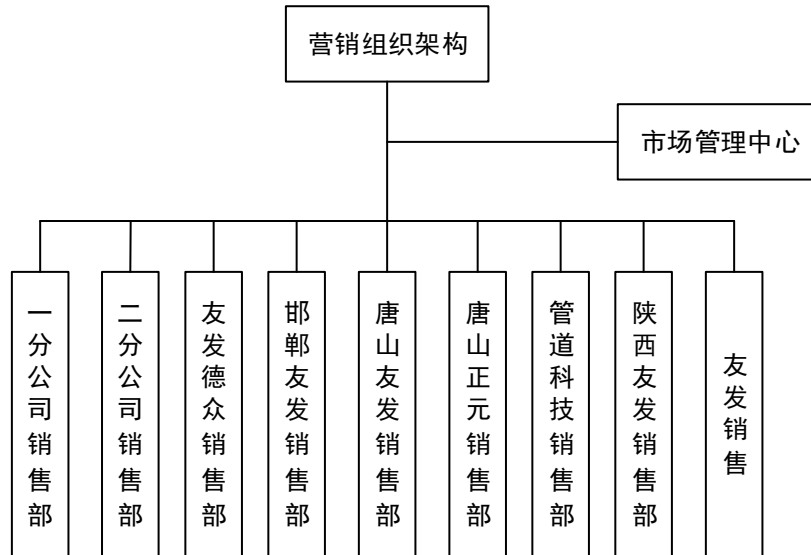 营销组织架构
市场管理中心
一分公司销售部
二分公司销售部
友发德众销售部
邯郸友发销售部
唐山友发销售部
唐山正元销售部
管道科技销售部
陕西友发销售部
友发销售